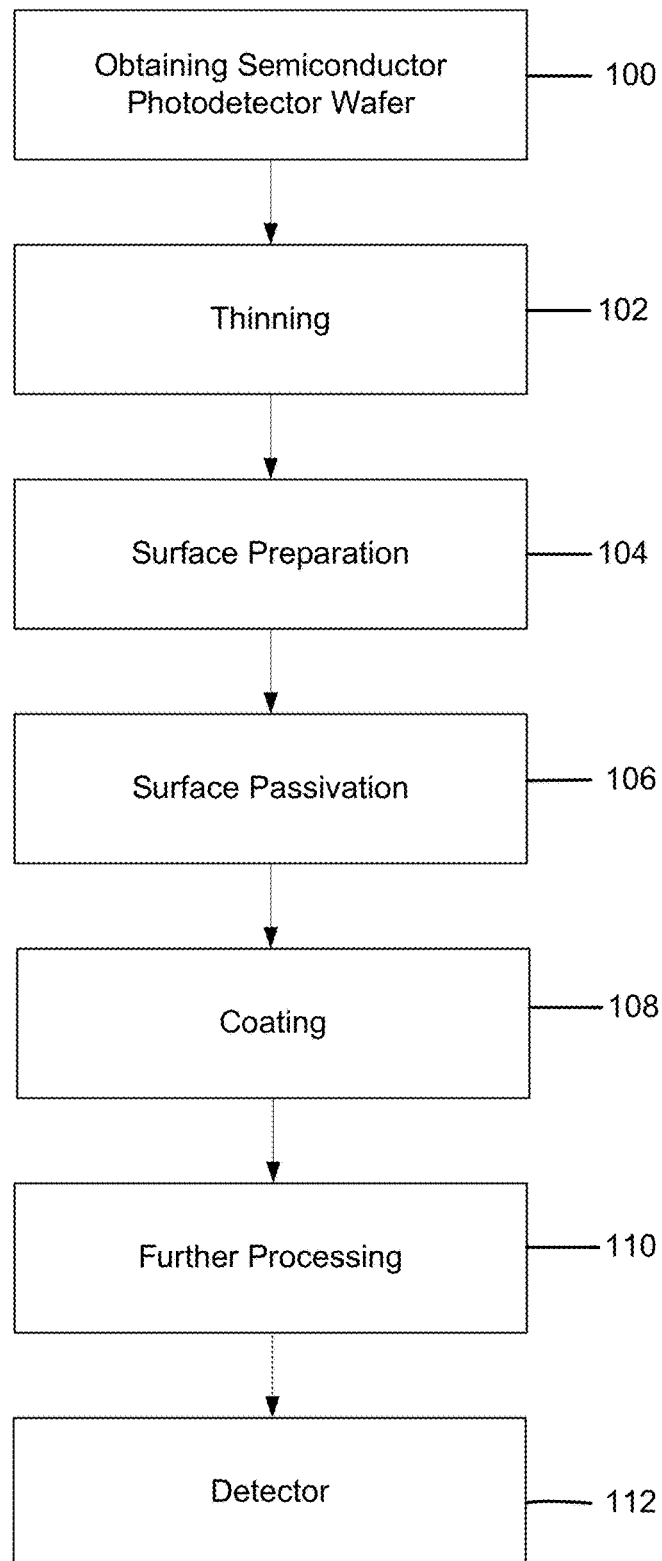 Obtaining Semiconductor
Photodetector Wafer
100
Thinning
102
Surface Preparation
104
Surface Passivation
106
Coating
108
Further Processing
110
Detector
112